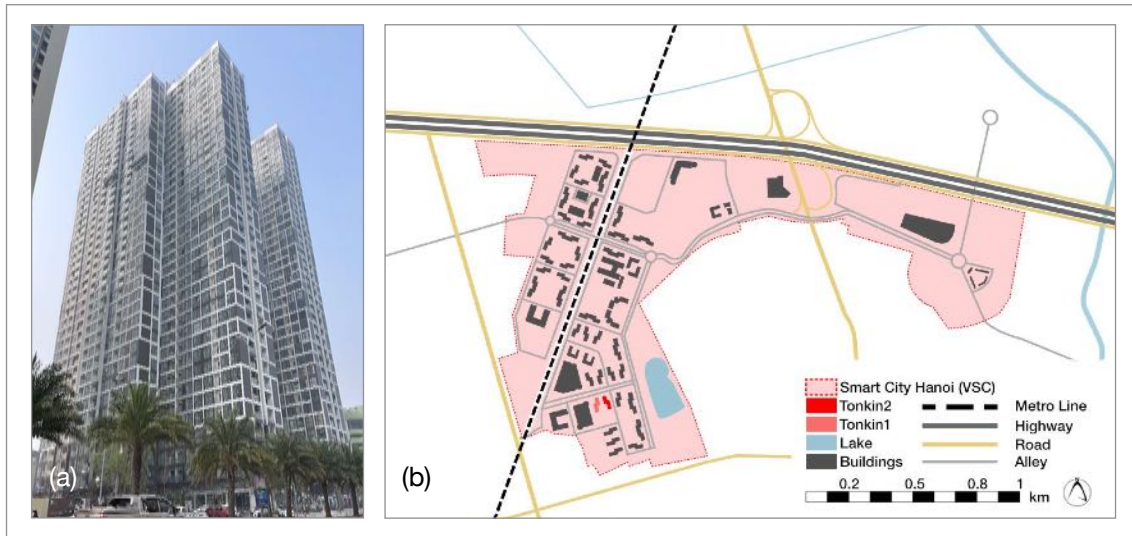 (a)
(b)
Smart City Hanoi (VSC)
Tonkin2
Tonkin1
Lake
Buildings
Metro Line
Highway
Road
Alley
0.2 0.5 0.8 1
km